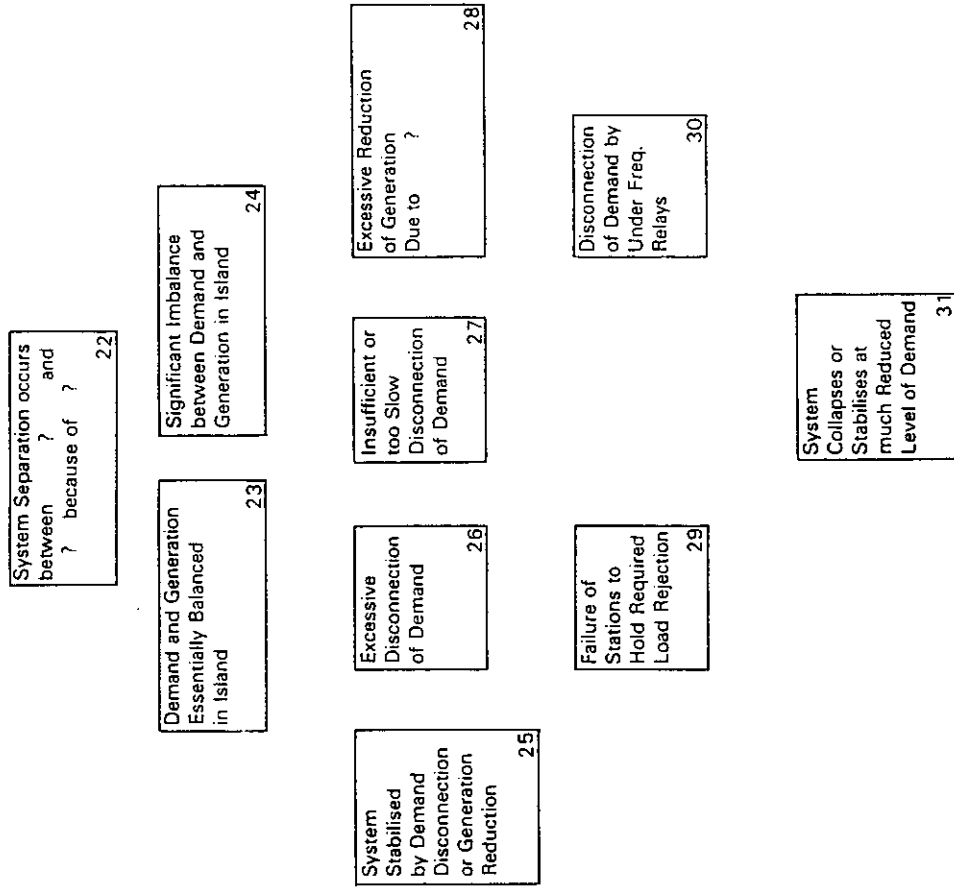 System Separation occurs
between ? and
? because of ?
22
Demand and Generation
Essentially Balanced
in Island
23
Significant Imbalance
between Demand and
Generation in Island
24
System
Stabilised
by Demand
Disconnection
or Generation
Reduction
25
Excessive
Disconnection
of Demand
26
Insufficient or
too Slow
Disconnection
of Demand
27
Excessive Reduction
of Generation
Due to ?
28
Failure of
Stations to
Hold Required
Load Rejection
29
Disconnection
of Demand by
Under Freq.
Relays
30
System
Collapses or
Stabilises at
much Reduced
Level of Demand
31